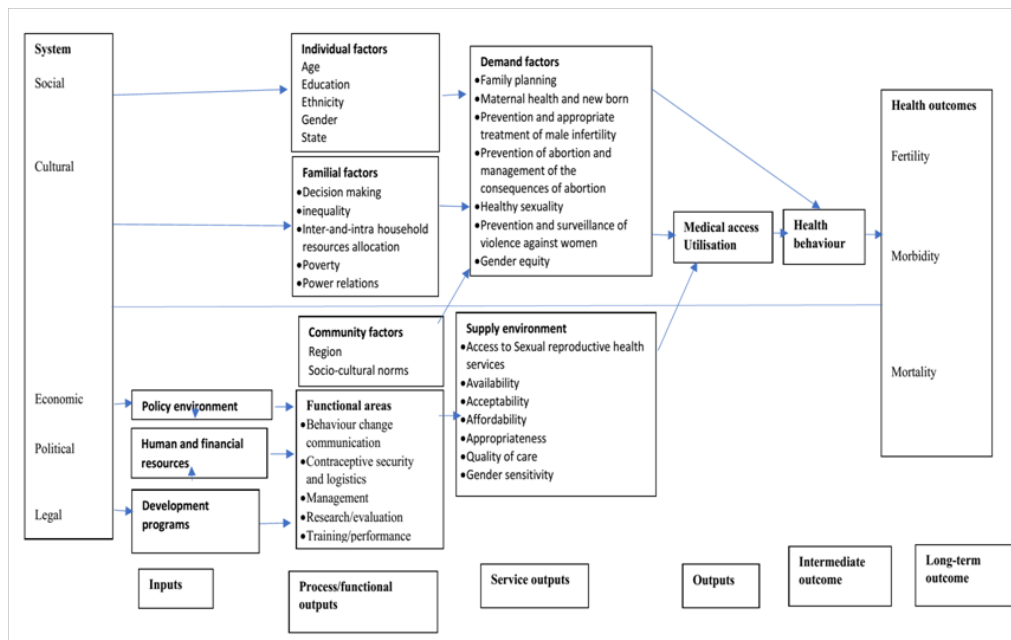 System
Social
Cultural
Economic
Political
Legal
Individual factors
Age
Education
Ethnicity
Gender
State
Familial factors
•Decision making
•inequality
•Inter-and-intra household
resources allocation
•Poverty
•Power relations
Community factors
Region
Socio-cultural norms
Policy environment
Human and financial
resources
Development
programs
Functional areas
•Behaviour change
communication
•Contraceptive security
and logistics
•Management
•Research/evaluation
•Training/performance
Demand factors
•Family planning
•Maternal health and new born
•Prevention and appropriate
treatment of male infertility
•Prevention of abortion and
management of the
consequences of abortion
•Healthy sexuality
•Prevention and surveillance of
violence against women
•Gender equity
Supply environment
•Access to Sexual reproductive health
services
•Availability
•Acceptability
•Affordability
•Appropriateness
•Quality of care
•Gender sensitivity
Medical access
Utilisation
Health
behaviour
Health outcomes
Fertility
Morbidity
Mortality
Inputs
Process/functional
outputs
Service outputs
Outputs
Intermediate
outcome
Long-term
outcome